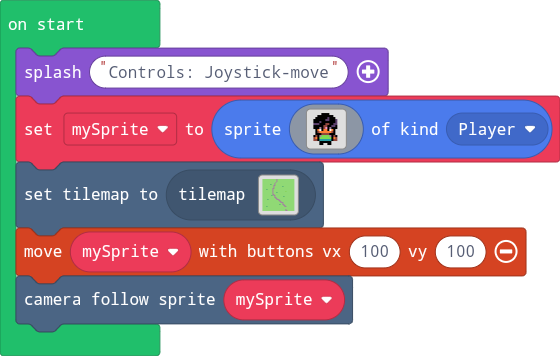 on start
splash "Controls: Joystick-move"
set mySprite to sprite of kind Player
set tilemap to tilemap
move mySprite with buttons vx 100 vy 100
camera follow sprite mySprite